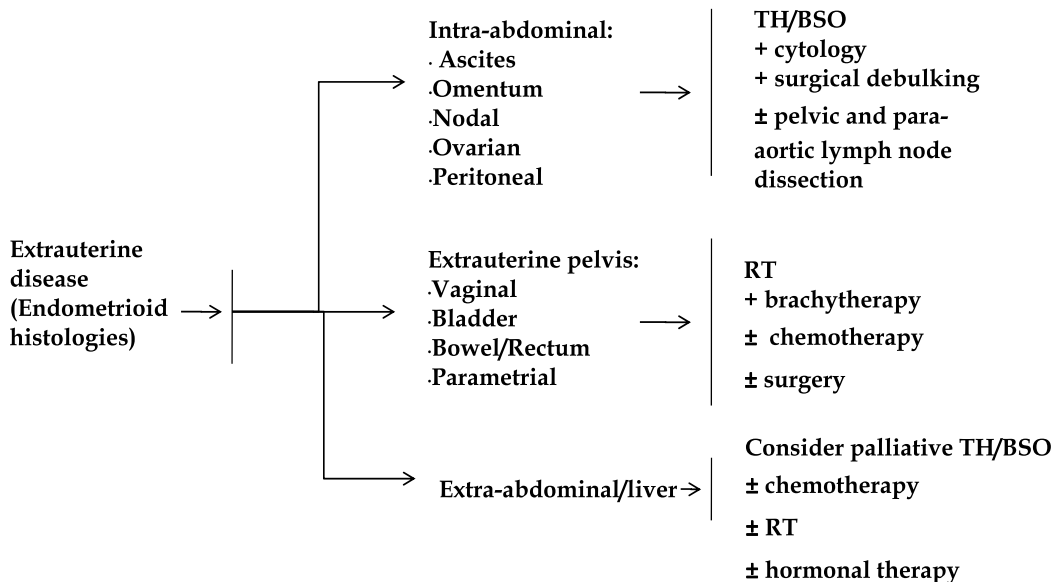 Extrauterine
disease
(Endometrioid
histologies)
Intra-abdominal:
· Ascites
·Omentum
·Nodal
·Ovarian
·Peritoneal
TH/BSO
+ cytology
+ surgical debulking
± pelvic and para-
aortic lymph node
dissection
Extrauterine pelvis:
·Vaginal
·Bladder
·Bowel/Rectum
·Parametrial
RT
+ brachytherapy
± chemotherapy
± surgery
Extra-abdominal/liver
Consider palliative TH/BSO
± chemotherapy
± RT
± hormonal therapy